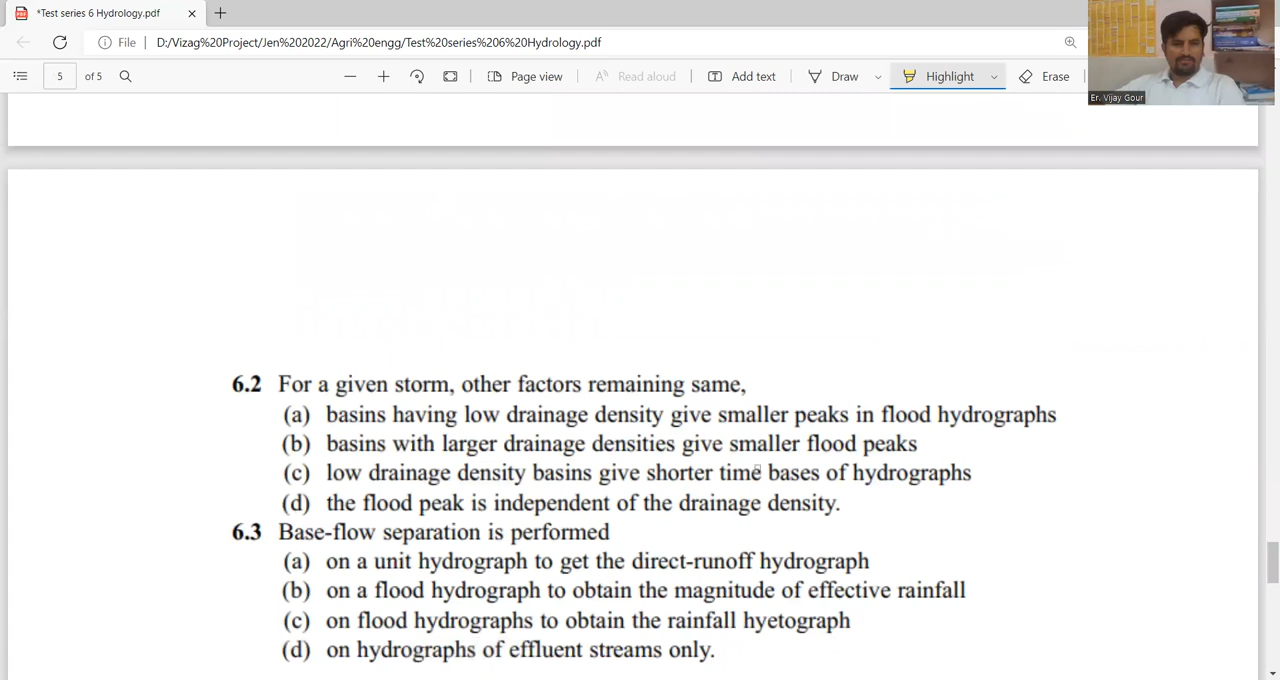 *Test series 6 Hydrology.pdf
File
D:/Vizag%20Project/Jen%202022/Agri%20engg/Test%20series%206%20Hydrology.pdf
5 of 5
Page view
Read aloud
Add text
Draw
Highlight
Erase
Er. Vijay Gour
6.2 For a given storm, other factors remaining same,
(a) basins having low drainage density give smaller peaks in flood hydrographs
(b) basins with larger drainage densities give smaller flood peaks
(c) low drainage density basins give shorter time bases of hydrographs
(d) the flood peak is independent of the drainage density.
6.3 Base-flow separation is performed
(a) on a unit hydrograph to get the direct-runoff hydrograph
(b) on a flood hydrograph to obtain the magnitude of effective rainfall
(c) on flood hydrographs to obtain the rainfall hyetograph
(d) on hydrographs of effluent streams only.